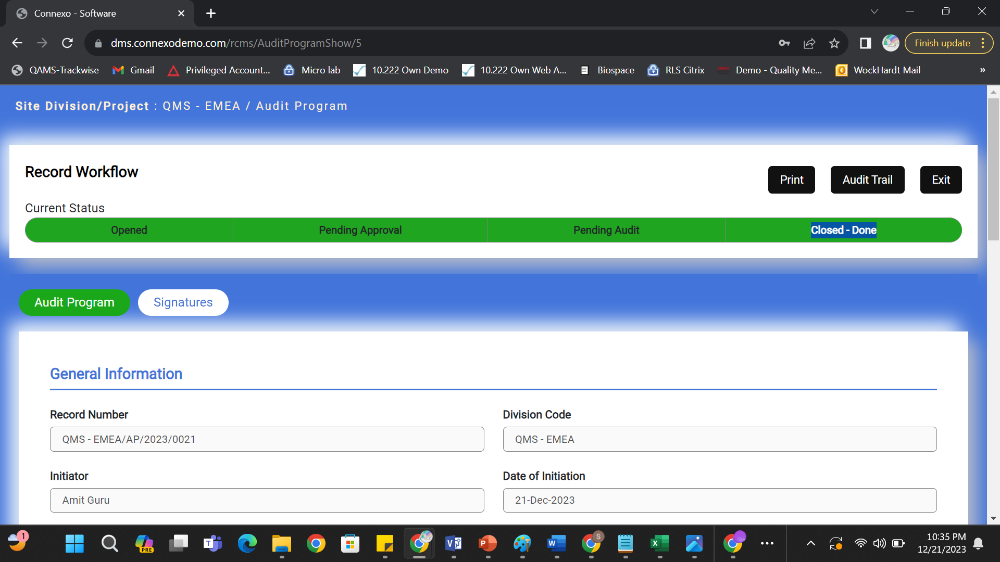 Connexo - Software
dms.connexodemo.com/rcms/AuditProgramShow/5
Finish update
QAMS-Trackwise
Gmail
Privileged Account...
Micro lab
10.222 Own Demo
10.222 Own Web A...
Biospace
RLS Citrix
Demo - Quality Me...
WockHardt Mail
»
Site Division/Project : QMS - EMEA / Audit Program
Record Workflow
Print
Audit Trail
Exit
Current Status
Opened
Pending Approval
Pending Audit
Closed - Done
Audit Program
Signatures
General Information
Record Number
Division Code
QMS - EMEA/AP/2023/0021
QMS - EMEA
Initiator
Date of Initiation
Amit Guru
21-Dec-2023
1
PRE
T
V
P
W
S
X
10:35 PM
12/21/2023